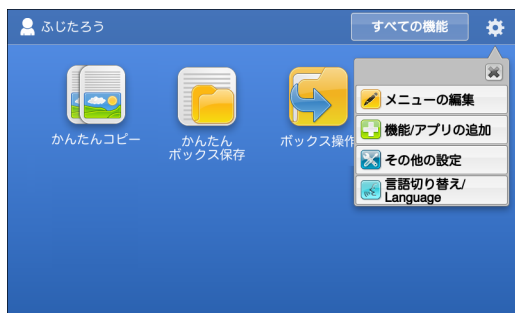 ふじたろう
すべての機能
かんたんコピー
かんたん
ボックス保存
ボックス操作
メニューの編集
機能/アプリの追加
その他の設定
言語切り替え/
Language